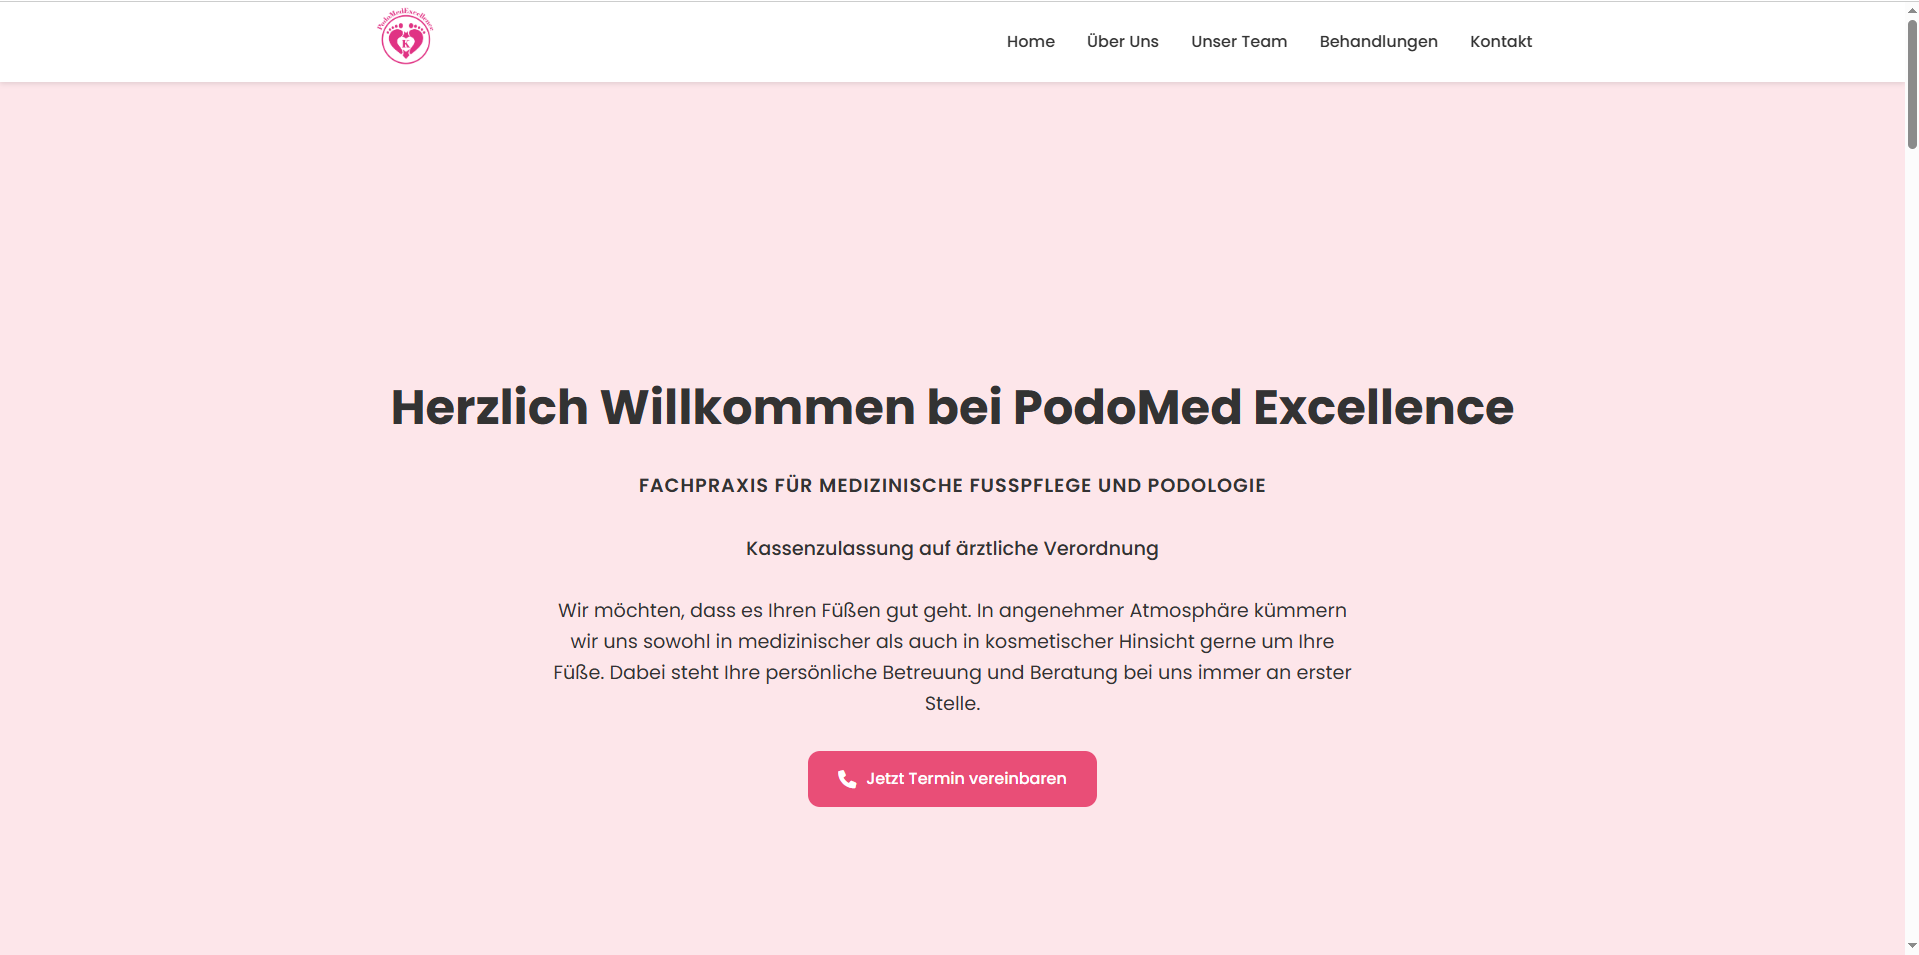 PodoMedExcellence
K
Home Über Uns Unser Team Behandlungen Kontakt
Herzlich Willkommen bei PodoMed Excellence
FACHPRAXIS FÜR MEDIZINISCHE FUSSPFLEGE UND PODOLOGIE
Kassenzulassung auf ärztliche Verordnung
Wir möchten, dass es Ihren Füßen gut geht. In angenehmer Atmosphäre kümmern
wir uns sowohl in medizinischer als auch in kosmetischer Hinsicht gerne um Ihre
Füße. Dabei steht Ihre persönliche Betreuung und Beratung bei uns immer an erster
Stelle.
Jetzt Termin vereinbaren